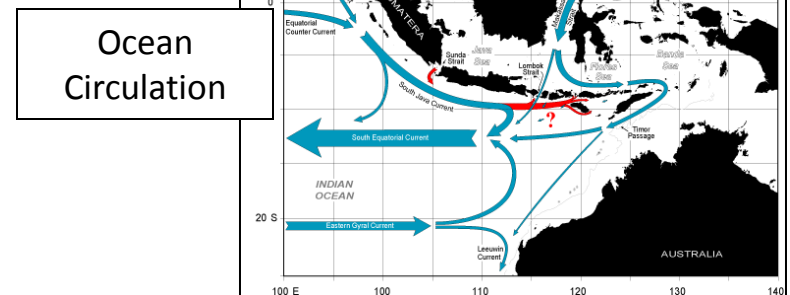 Ocean
Circulation
0
Equatorial
Counter Current
Sunda
Strait
Java
Sea
Lombok
Strait
Flores
Sea
Banda
Sea
South Java Current
?
South Equatorial Current
Timor
Passage
INDIAN
OCEAN
20 S
Eastern Gyral Current
Leeuwin
Current
AUSTRALIA
100 E
100
110
120
130
140